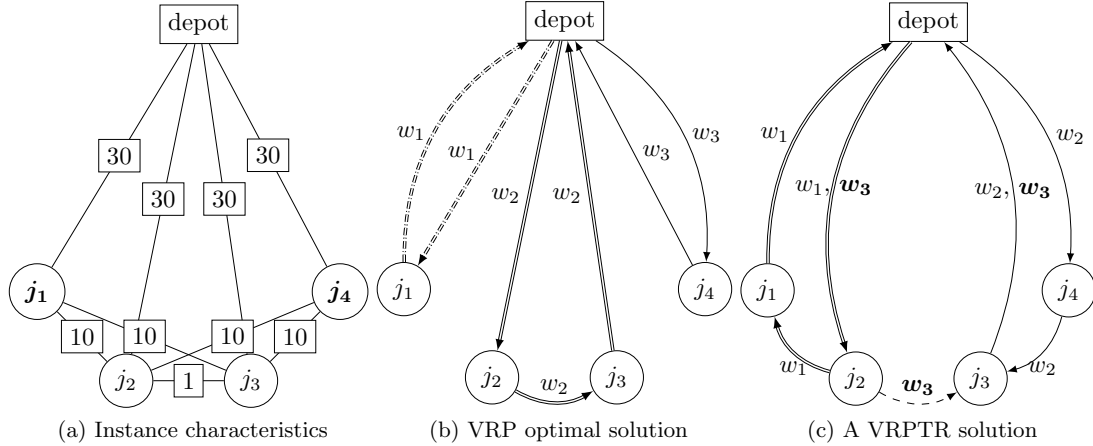 depot
30
30
30
30
j1
j4
10
10
10
10
j2
1
j3
(a) Instance characteristics
depot
w1
w1
w3
w3
w2
w2
j1
j4
j2
w2
j3
(b) VRP optimal solution
depot
w1
w2
w1, w3
w2, w3
j1
j4
w1
j2
w3
j3
w2
(c) A VRPTR solution